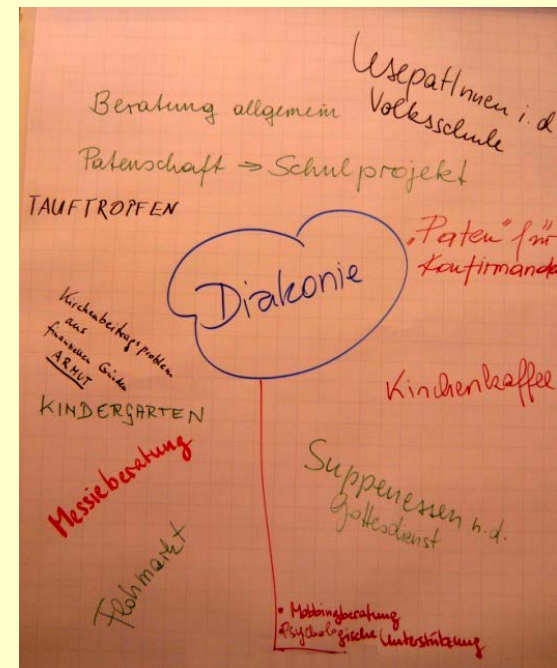 LesepatInnen i. d.
Volksschule
Beratung allgemein
Patenschaft → Schulprojekt
TAUFTROPFEN
"Paten" für
Konfirmande
Diakonie
Kirchenbeitragsproblem
aus
finanziellen Gründen
ARMUT
KINDERGARTEN
Kirchenkaffee
Messieberatung
Suppenessen n. d.
Gottesdienst
Flohmarkt
• Mobbingberatung
• Psychologische Unterstützung